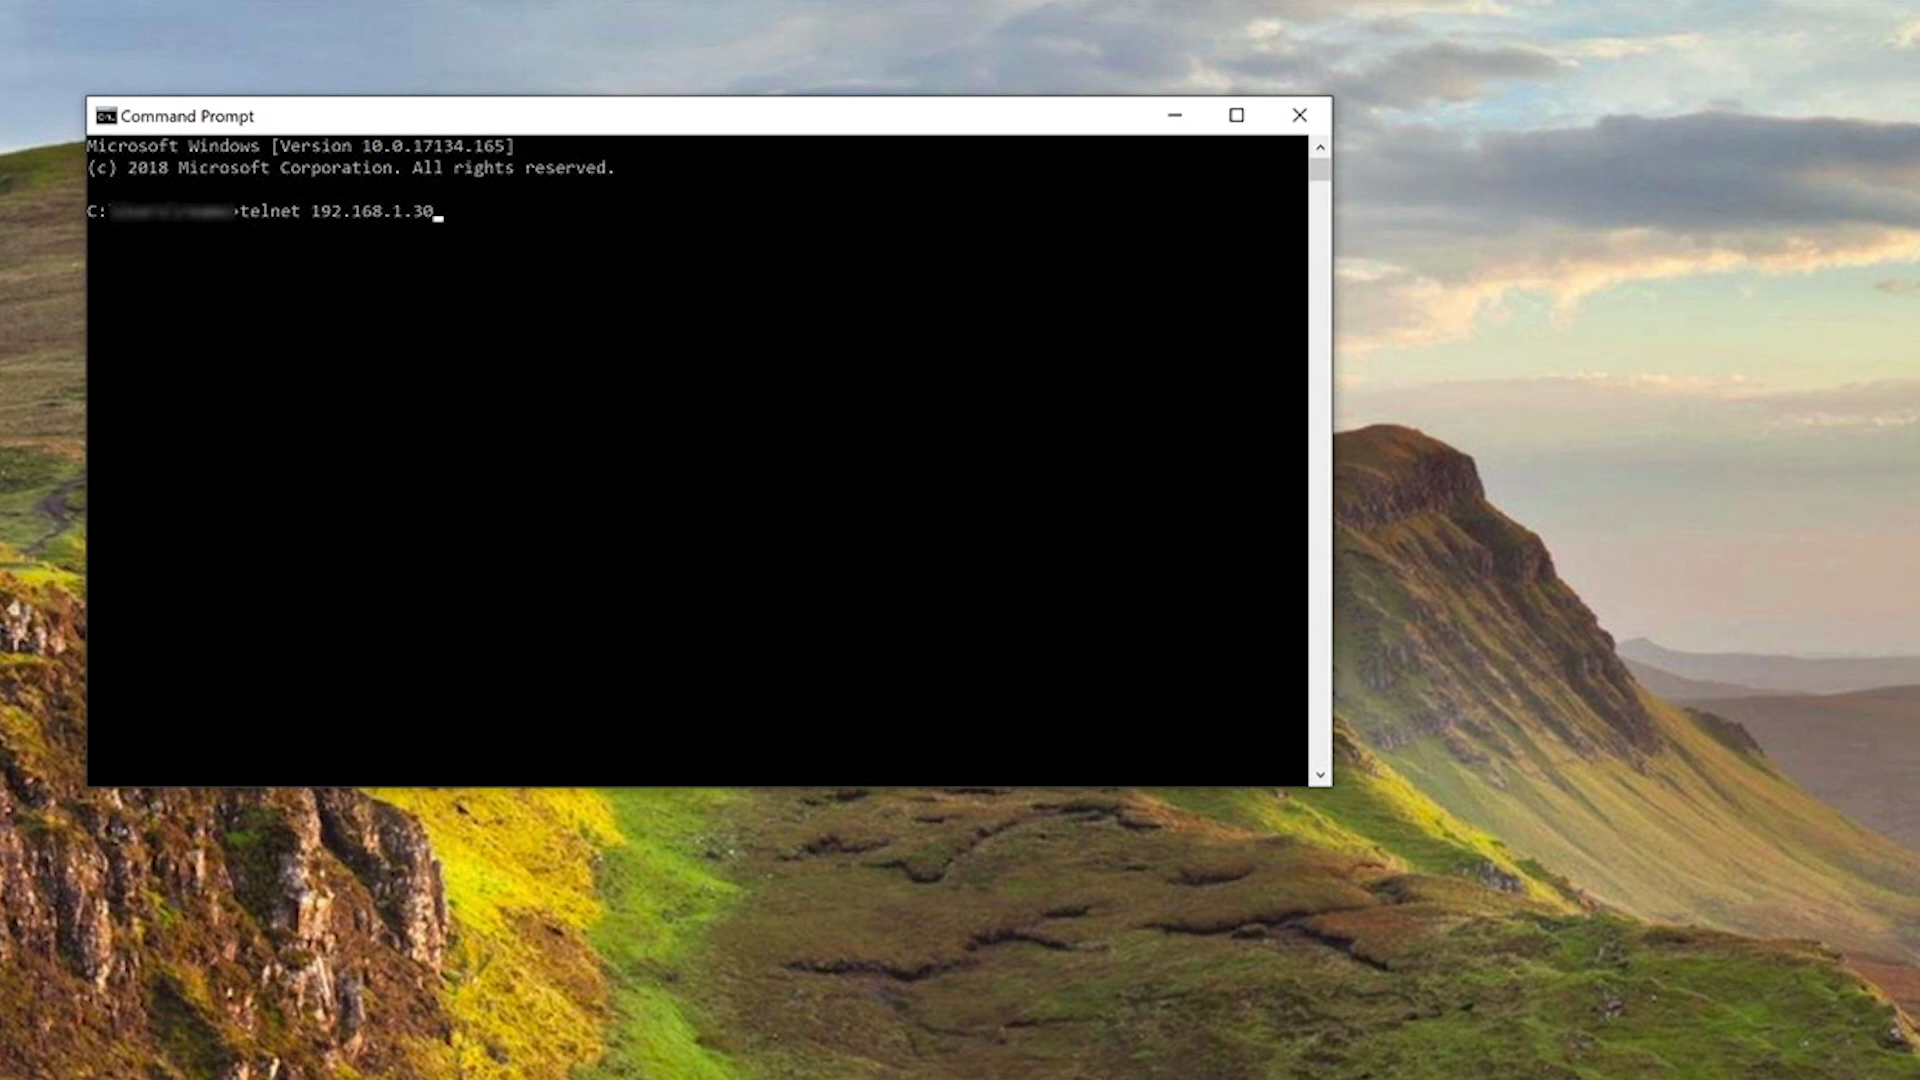 Command Prompt
Microsoft Windows [Version 10.0.17134.165]
(c) 2018 Microsoft Corporation. All rights reserved.
C:\ >telnet 192.168.1.30_